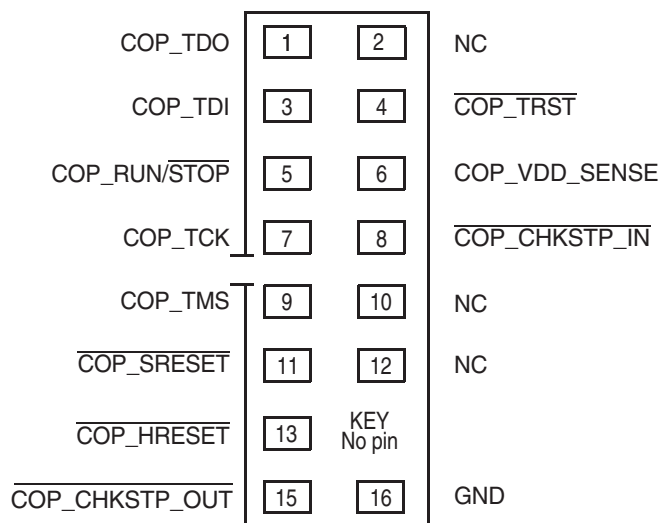 COP_TDO 1 2 NC
COP_TDI 3 4 COP_TRST
COP_RUN/STOP 5 6 COP_VDD_SENSE
COP_TCK 7 8 COP_CHKSTP_IN
COP_TMS 9 10 NC
COP_SRESET 11 12 NC
COP_HRESET 13 KEY
No pin
COP_CHKSTP_OUT 15 16 GND